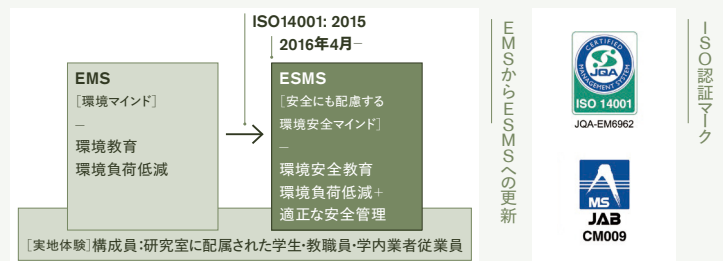 ISO14001: 2015
2016年4月−
EMS
［環境マインド］
−
環境教育
環境負荷低減
ESMS
［安全にも配慮する
環境安全マインド］
−
環境安全教育
環境負荷低減＋
適正な安全管理
［実地体験］構成員：研究室に配属された学生・教職員・学内業者従業員
EMSからESMSへの更新
CERTIFIED
MANAGEMENT SYSTEM
JQA
ISO 14001
JQA-EM6962
MS
JAB
CM009
ISO認証マーク